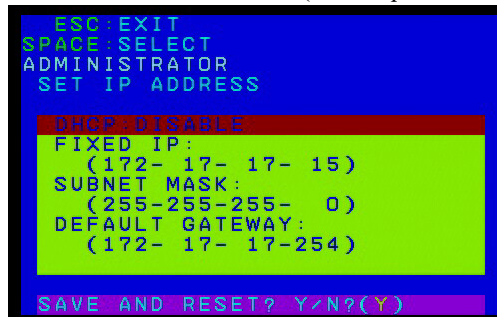 ESC:EXIT
SPACE:SELECT
ADMINISTRATOR
SET IP ADDRESS
DHCP:DISABLE
FIXED IP:
(172- 17- 17- 15)
SUBNET MASK:
(255-255-255-  0)
DEFAULT GATEWAY:
(172- 17- 17-254)
SAVE AND RESET? Y/N?(Y)